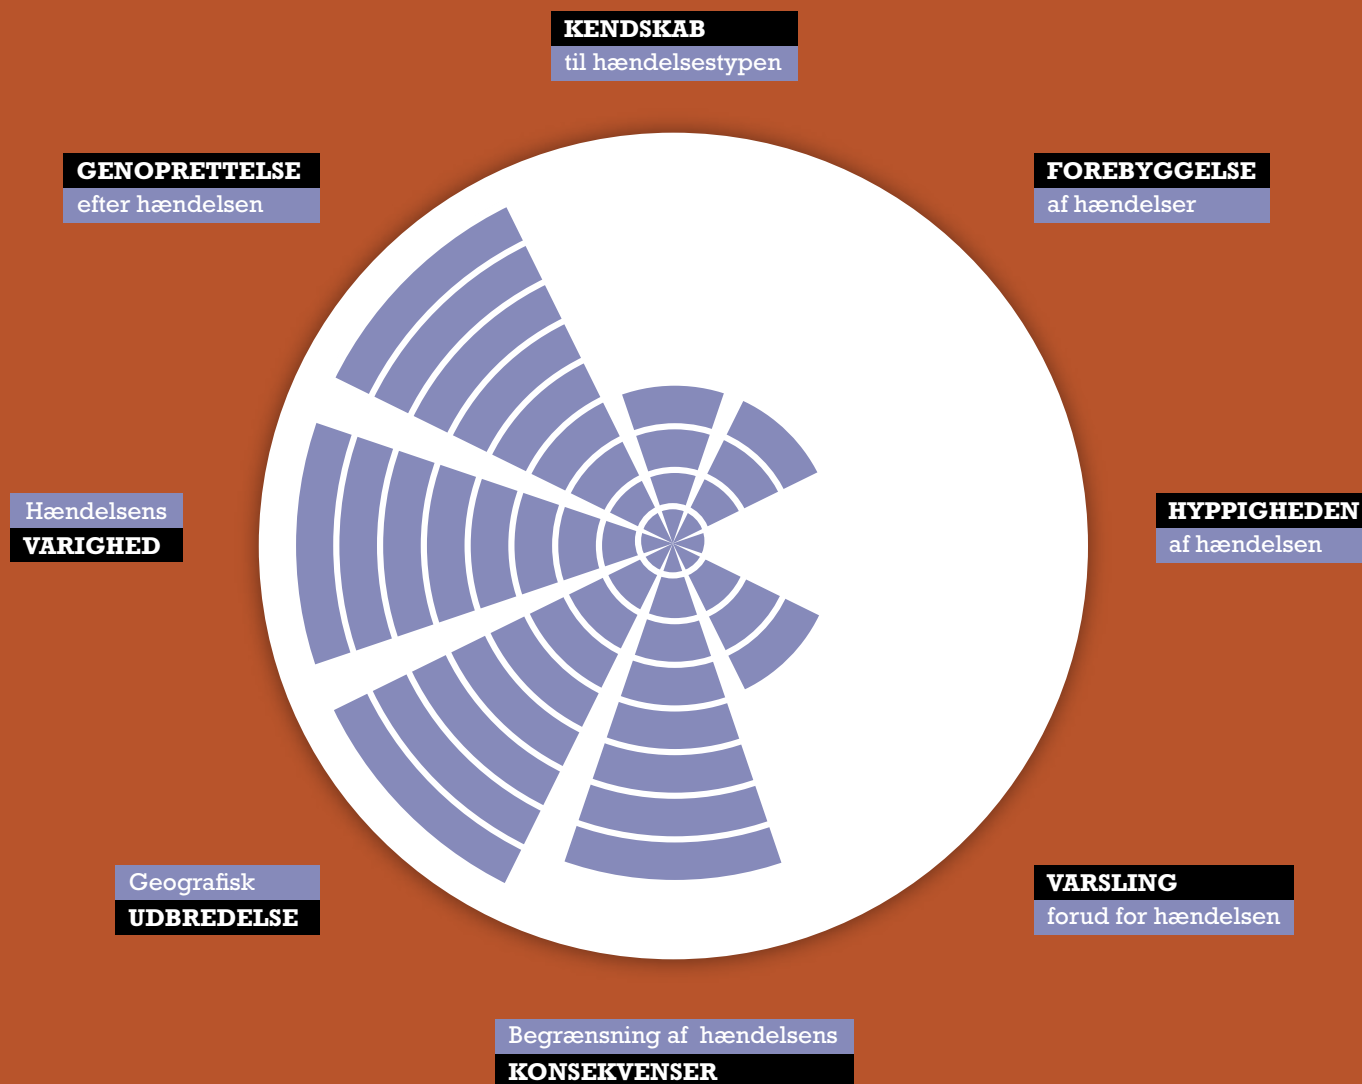 KENDSKAB
til hændelsestypen
GENOPRETTELSE
efter hændelsen
FOREBYGGELSE
af hændelser
Hændelsens
VARIGHED
HYPPIGHEDEN
af hændelsen
Geografisk
UDBREDELSE
VARSLING
forud for hændelsen
Begrænsning af hændelsens
KONSEKVENSER